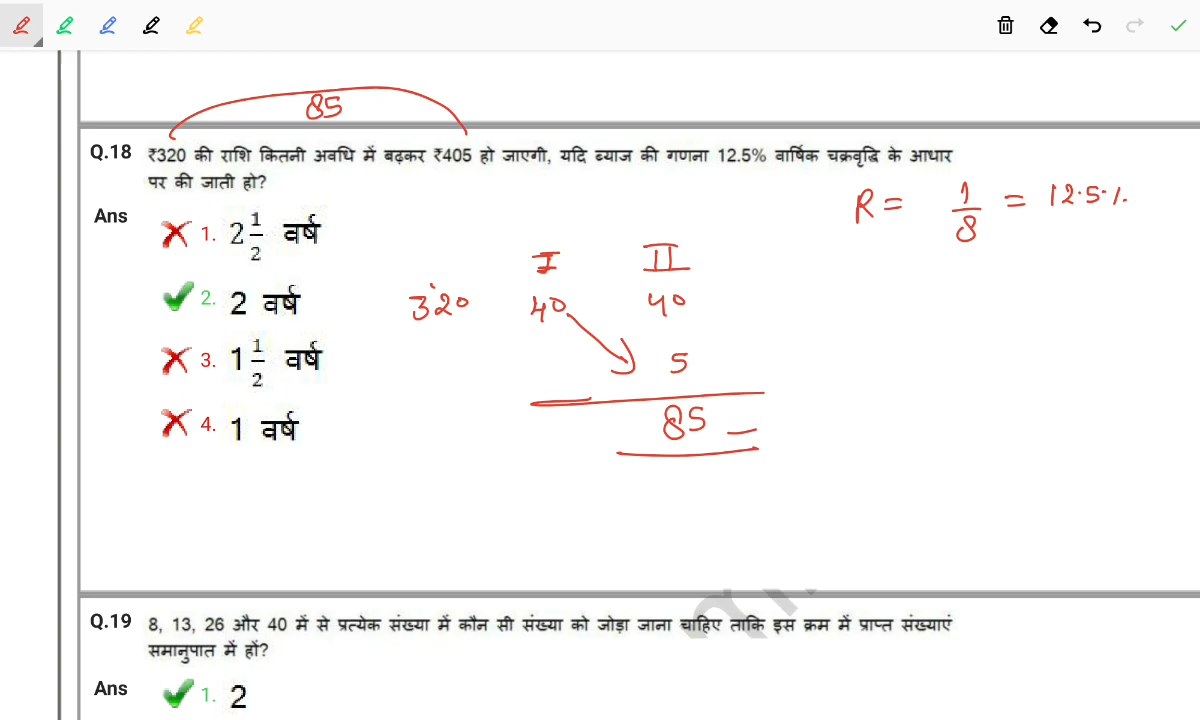 85
Q.18 ₹320 की राशि कितनी अवधि में बढ़कर ₹405 हो जाएगी, यदि ब्याज की गणना 12.5% वार्षिक चक्रवृद्धि के आधार
पर की जाती हो?
R = 1/8 = 12.5%
Ans
1. 2 1/2 वर्ष
2. 2 वर्ष
3. 1 1/2 वर्ष
4. 1 वर्ष
I II
320 40 40
5
85
Q.19 8, 13, 26 और 40 में से प्रत्येक संख्या में कौन सी संख्या को जोड़ा जाना चाहिए ताकि इस क्रम में प्राप्त संख्याएं
समानुपात में हों?
Ans 1. 2